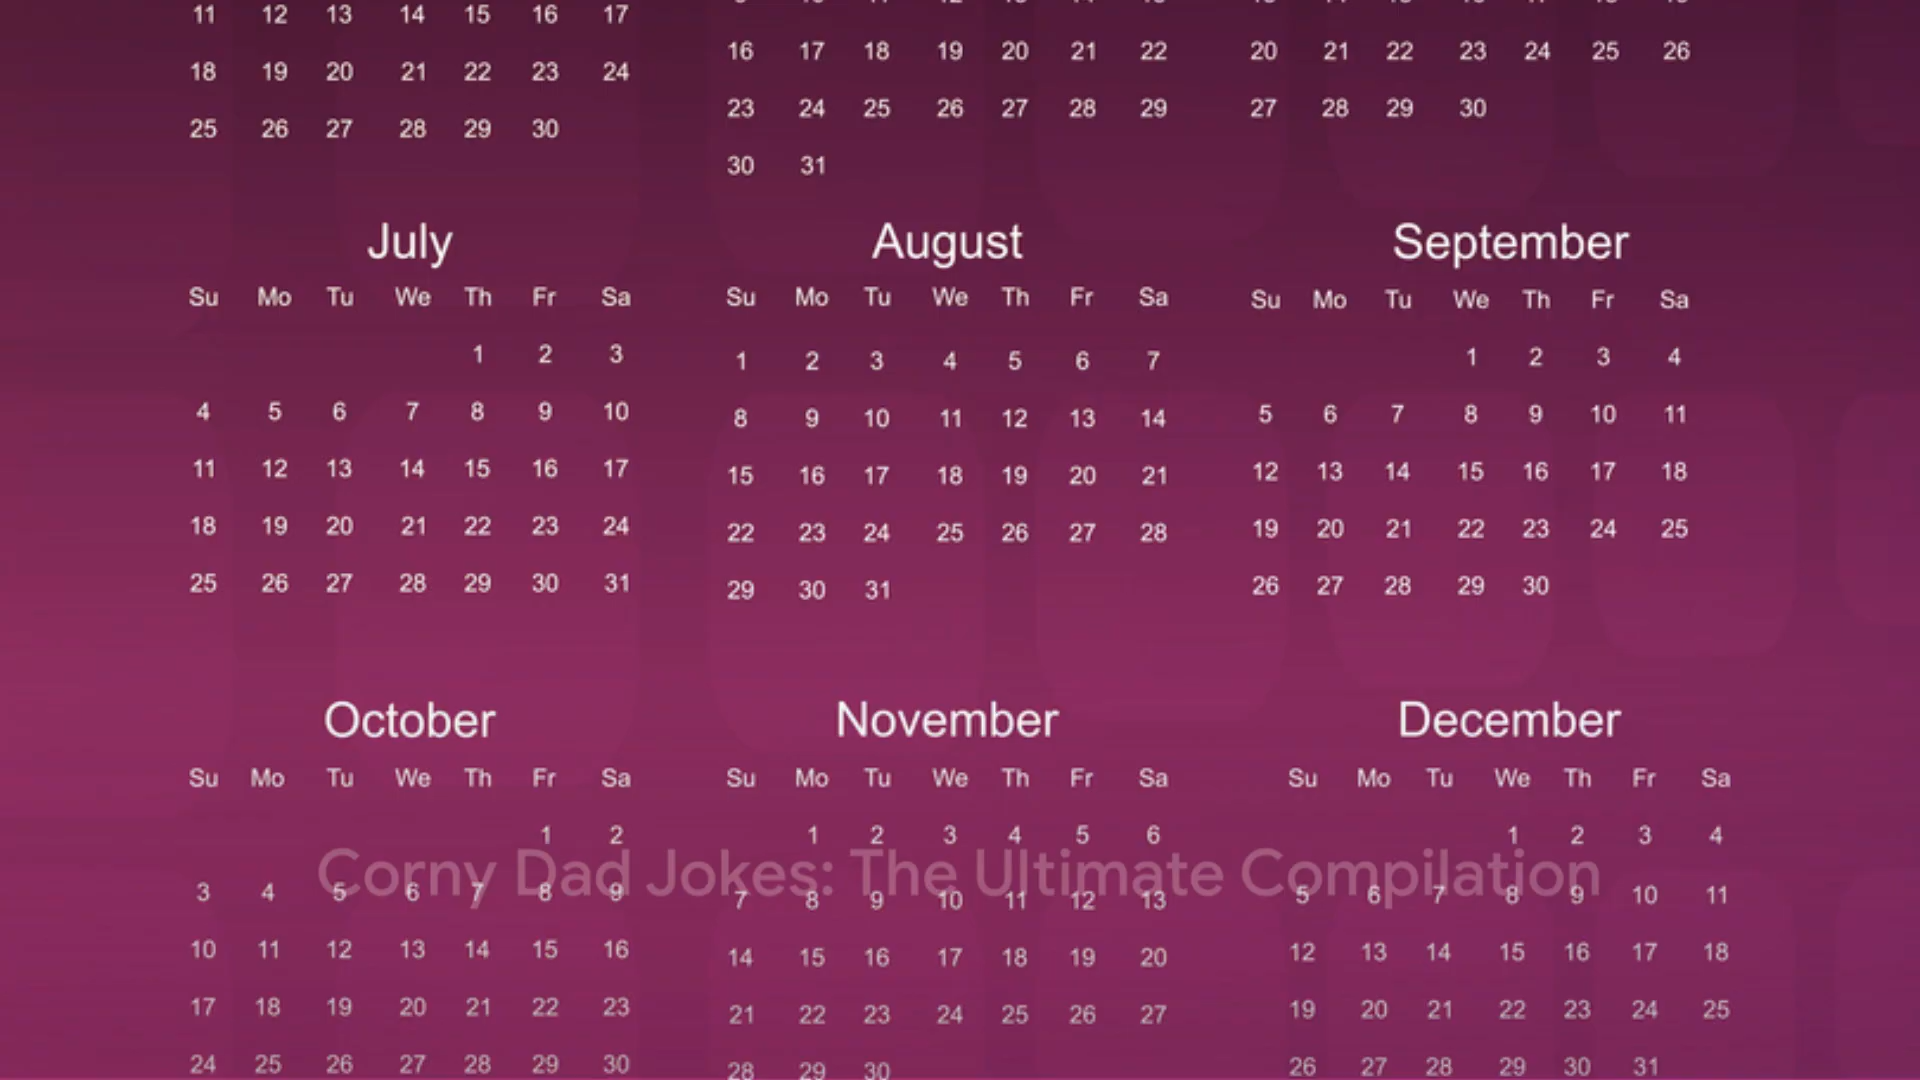 11 12 13 14 15 16 17
18 19 20 21 22 23 24
25 26 27 28 29 30
16 17 18 19 20 21 22
23 24 25 26 27 28 29
30 31
20 21 22 23 24 25 26
27 28 29 30
July
Su Mo Tu We Th Fr Sa
1 2 3
4 5 6 7 8 9 10
11 12 13 14 15 16 17
18 19 20 21 22 23 24
25 26 27 28 29 30 31
August
Su Mo Tu We Th Fr Sa
1 2 3 4 5 6 7
8 9 10 11 12 13 14
15 16 17 18 19 20 21
22 23 24 25 26 27 28
29 30 31
September
Su Mo Tu We Th Fr Sa
1 2 3 4
5 6 7 8 9 10 11
12 13 14 15 16 17 18
19 20 21 22 23 24 25
26 27 28 29 30
October
Su Mo Tu We Th Fr Sa
1 2
3 4 5 6 7 8 9
10 11 12 13 14 15 16
17 18 19 20 21 22 23
24 25 26 27 28 29 30
November
Su Mo Tu We Th Fr Sa
1 2 3 4 5 6
7 8 9 10 11 12 13
14 15 16 17 18 19 20
21 22 23 24 25 26 27
28 29 30
December
Su Mo Tu We Th Fr Sa
1 2 3 4
5 6 7 8 9 10 11
12 13 14 15 16 17 18
19 20 21 22 23 24 25
26 27 28 29 30 31
Corny Dad Jokes: The Ultimate Compilation